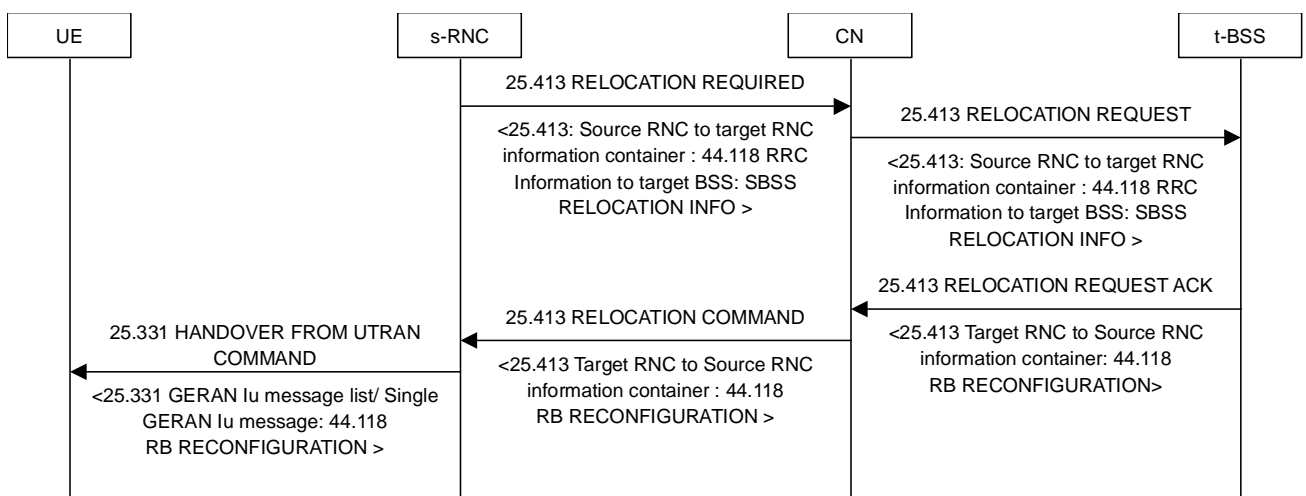 UE
s-RNC
CN
t-BSS
25.413 RELOCATION REQUIRED
<25.413: Source RNC to target RNC
information container : 44.118 RRC
Information to target BSS: SBSS
RELOCATION INFO >
25.413 RELOCATION REQUEST
<25.413: Source RNC to target RNC
information container : 44.118 RRC
Information to target BSS: SBSS
RELOCATION INFO >
25.413 RELOCATION REQUEST ACK
<25.413 Target RNC to Source RNC
information container: 44.118
RB RECONFIGURATION>
25.413 RELOCATION COMMAND
<25.413 Target RNC to Source RNC
information container : 44.118
RB RECONFIGURATION >
25.331 HANDOVER FROM UTRAN
COMMAND
<25.331 GERAN Iu message list/ Single
GERAN Iu message: 44.118
RB RECONFIGURATION >